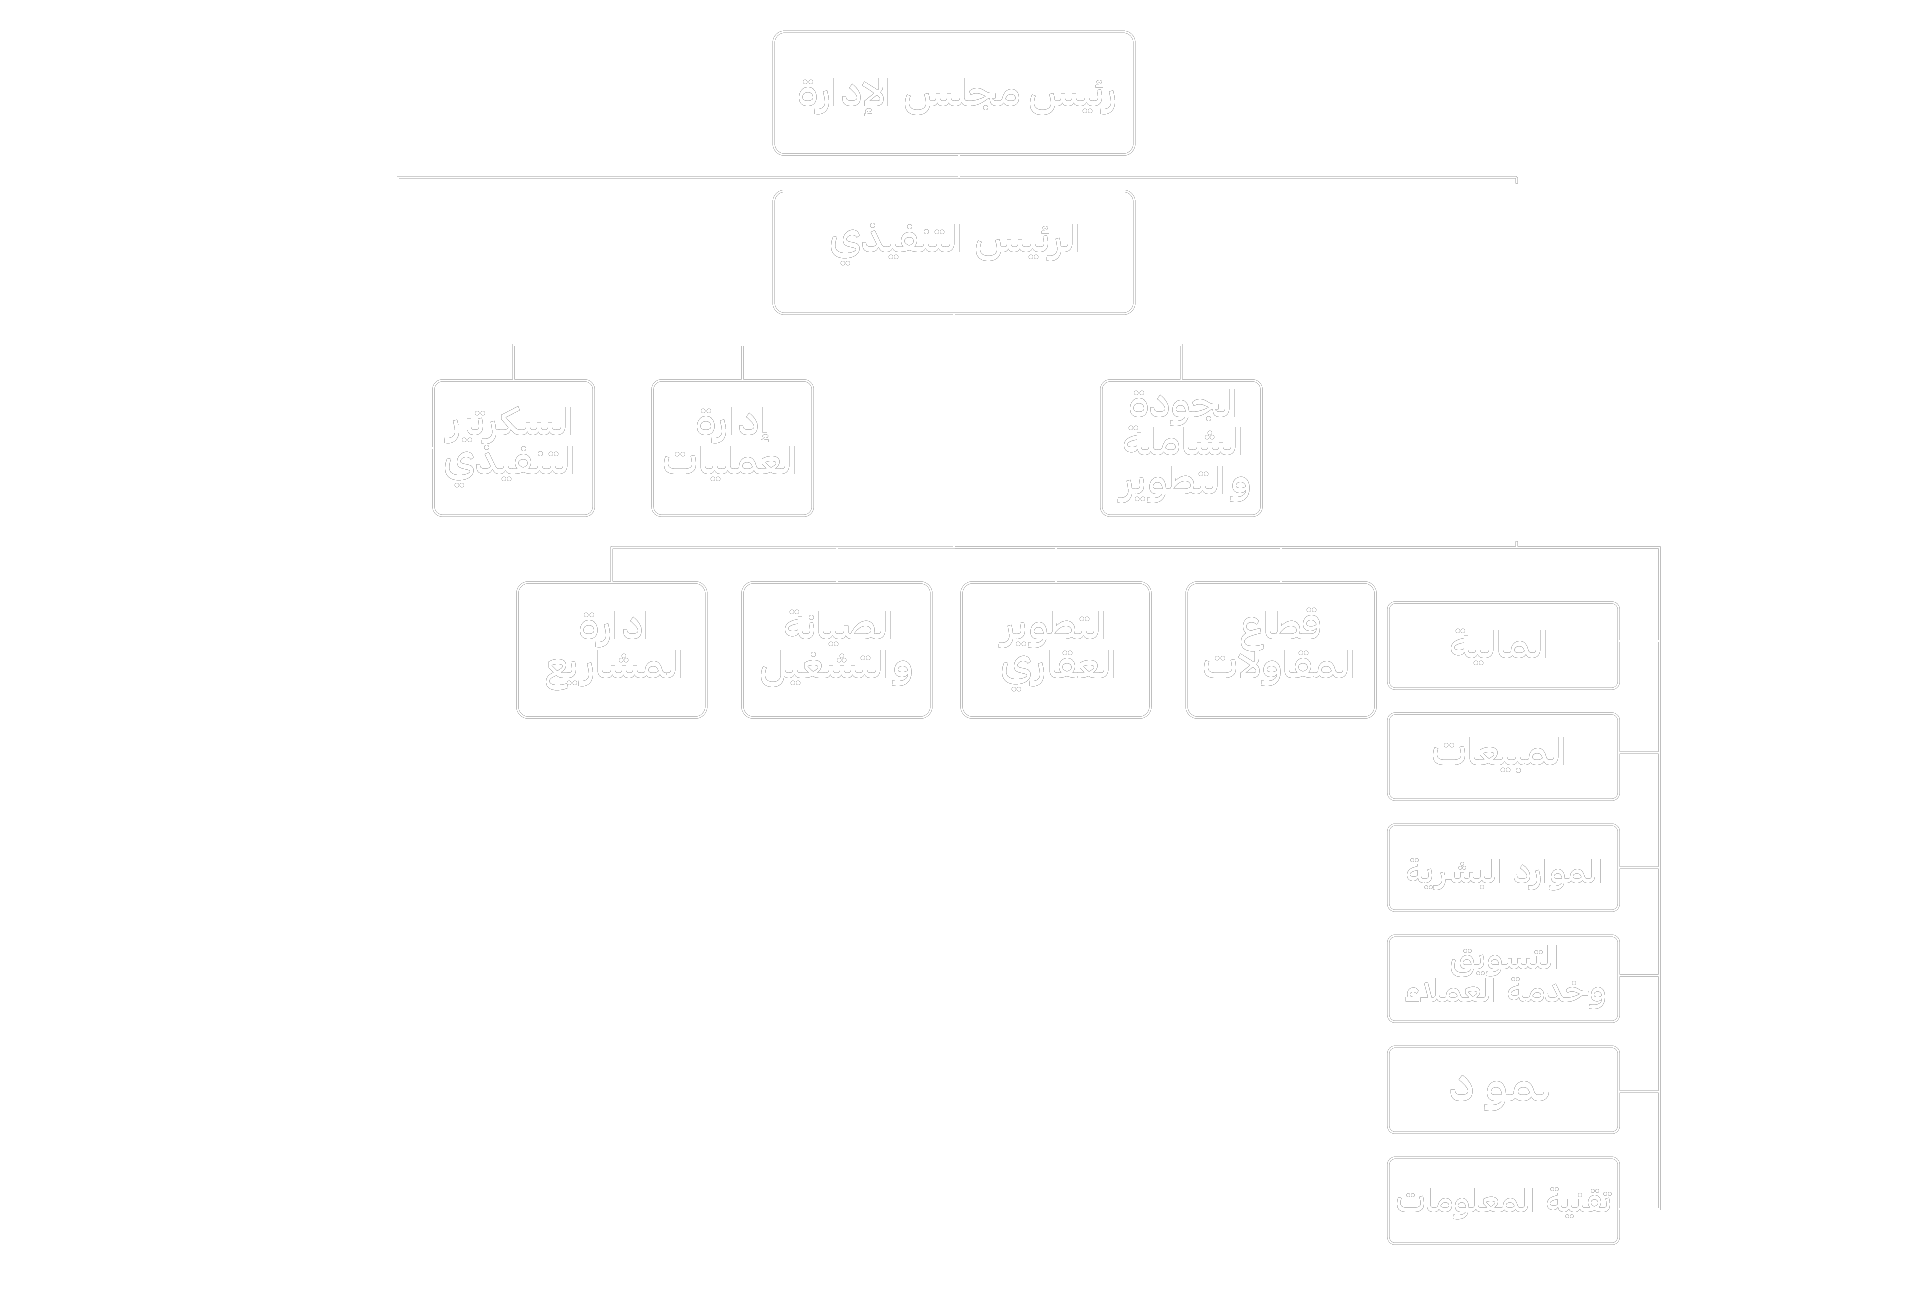 رئيس مجلس الإدارة
الرئيس التنفيذي
الجودة
الشاملة
والتطوير
إدارة
العمليات
السكرتير
التنفيذي
قطاع
المقاولات
التطوير
العقاري
الصيانة
والتشغيل
ادارة
المشاريع
المالية
المبيعات
الموارد البشرية
التسويق
وخدمة العملاء
تقنية المعلومات